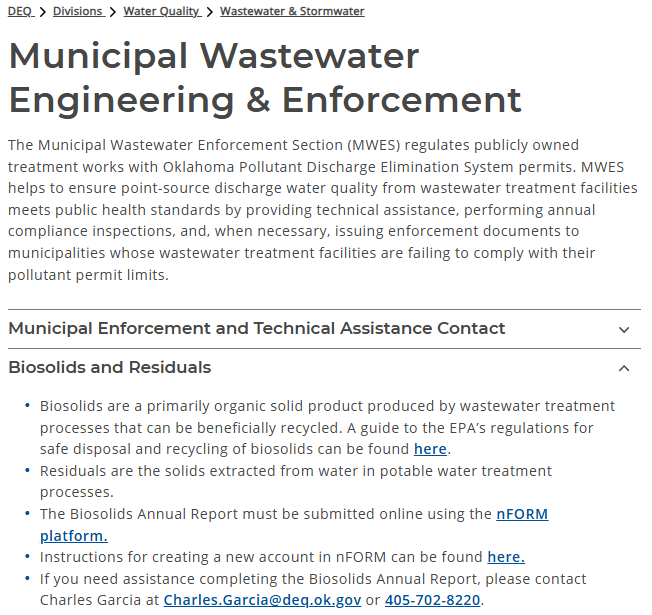 DEQ > Divisions > Water Quality > Wastewater & Stormwater
Municipal Wastewater
Engineering & Enforcement
The Municipal Wastewater Enforcement Section (MWES) regulates publicly owned
treatment works with Oklahoma Pollutant Discharge Elimination System permits. MWES
helps to ensure point-source discharge water quality from wastewater treatment facilities
meets public health standards by providing technical assistance, performing annual
compliance inspections, and, when necessary, issuing enforcement documents to
municipalities whose wastewater treatment facilities are failing to comply with their
pollutant permit limits.
Municipal Enforcement and Technical Assistance Contact
Biosolids and Residuals
• Biosolids are a primarily organic solid product produced by wastewater treatment
processes that can be beneficially recycled. A guide to the EPA’s regulations for
safe disposal and recycling of biosolids can be found here.
• Residuals are the solids extracted from water in potable water treatment
processes.
• The Biosolids Annual Report must be submitted online using the nFORM
platform.
• Instructions for creating a new account in nFORM can be found here.
• If you need assistance completing the Biosolids Annual Report, please contact
Charles Garcia at Charles.Garcia@deq.ok.gov or 405-702-8220.